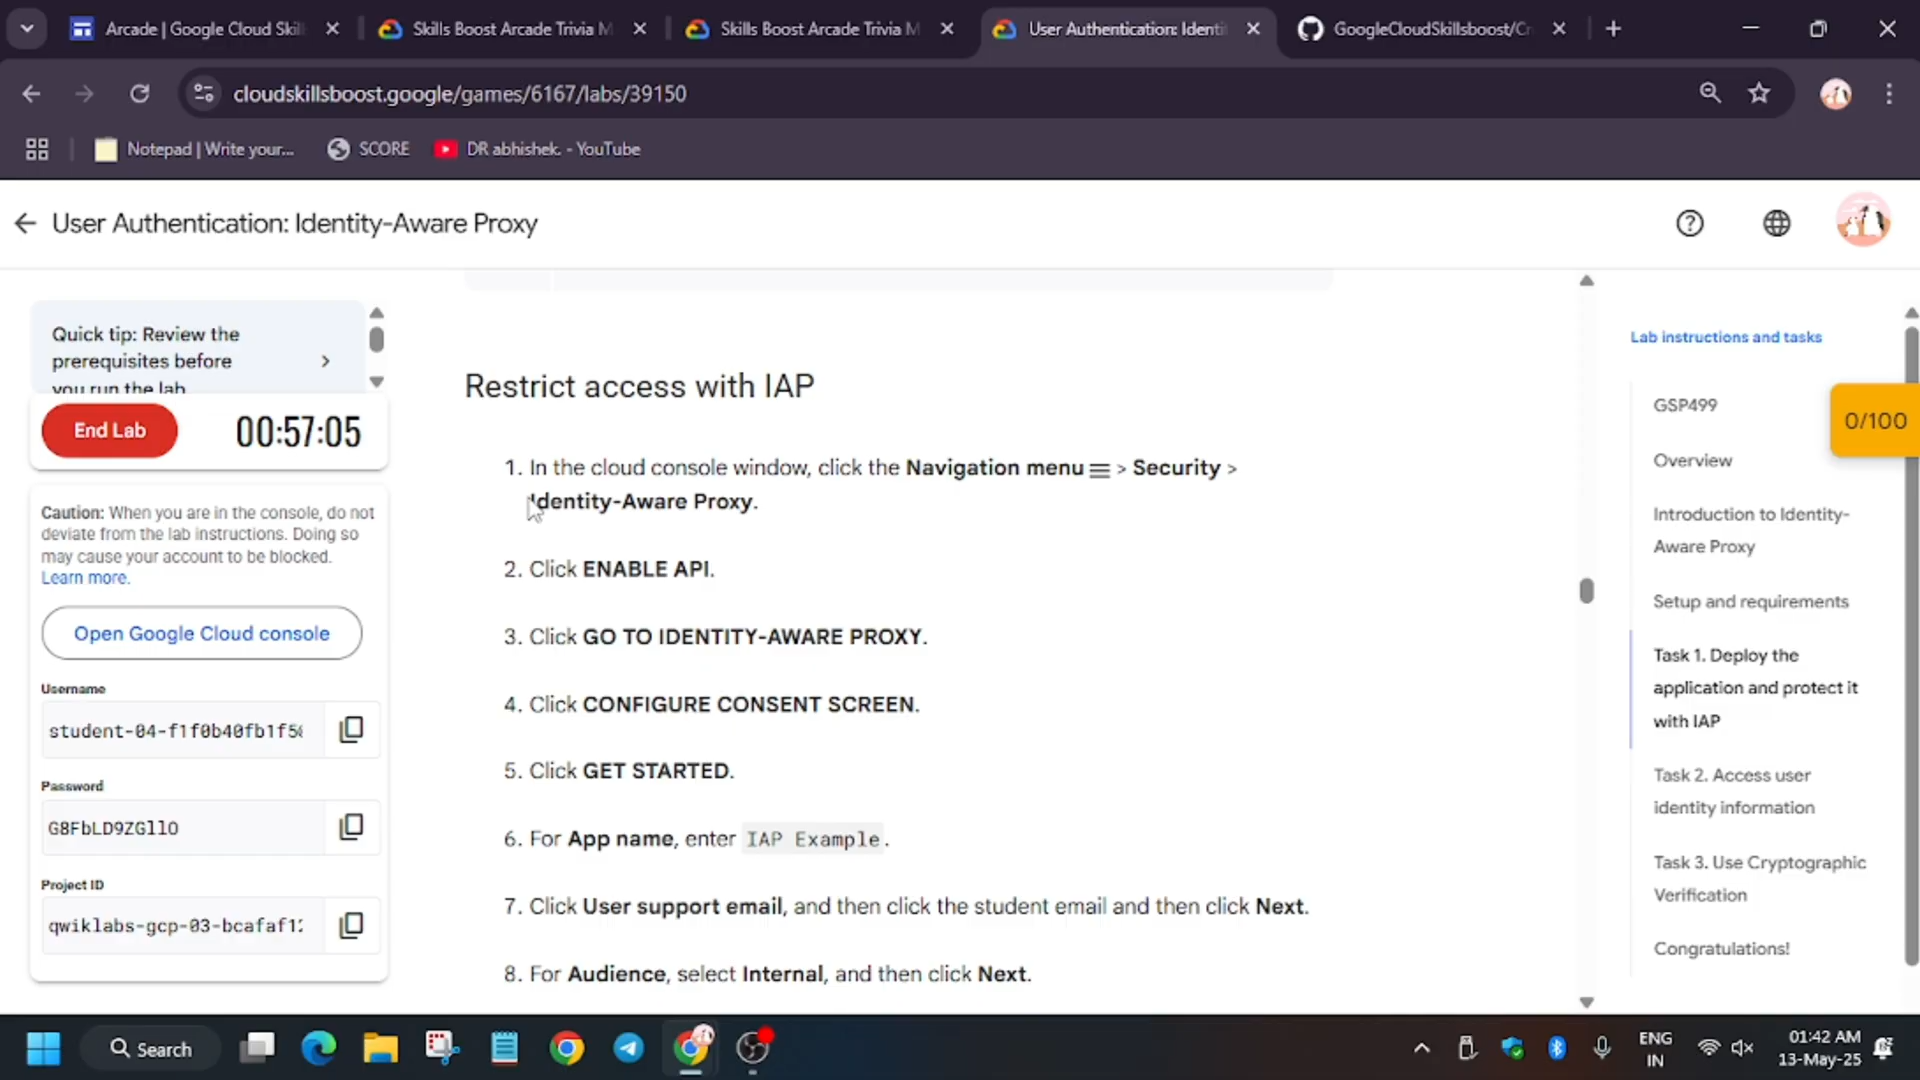 Arcade | Google Cloud Skil
Skills Boost Arcade Trivia M
Skills Boost Arcade Trivia M
User Authentication: Identi
GoogleCloudSkillsboost/Cr
cloudskillsboost.google/games/6167/labs/39150
Notepad | Write your...
SCORE
DR abhishek. - YouTube
User Authentication: Identity-Aware Proxy
Quick tip: Review the
prerequisites before
you run the lab
End Lab
00:57:05
Caution: When you are in the console, do not
deviate from the lab instructions. Doing so
may cause your account to be blocked.
Learn more.
Open Google Cloud console
Username
student-04-f1f0b40fb1f50
Password
G8FbLD9ZGllO
Project ID
qwiklabs-gcp-03-bcafaf12
Restrict access with IAP
1. In the cloud console window, click the Navigation menu > Security >
Identity-Aware Proxy.
2. Click ENABLE API.
3. Click GO TO IDENTITY-AWARE PROXY.
4. Click CONFIGURE CONSENT SCREEN.
5. Click GET STARTED.
6. For App name, enter IAP Example.
7. Click User support email, and then click the student email and then click Next.
8. For Audience, select Internal, and then click Next.
Lab instructions and tasks
GSP499
0/100
Overview
Introduction to Identity-
Aware Proxy
Setup and requirements
Task 1. Deploy the
application and protect it
with IAP
Task 2. Access user
identity information
Task 3. Use Cryptographic
Verification
Congratulations!
Search
ENG
IN
01:42 AM
13-May-25